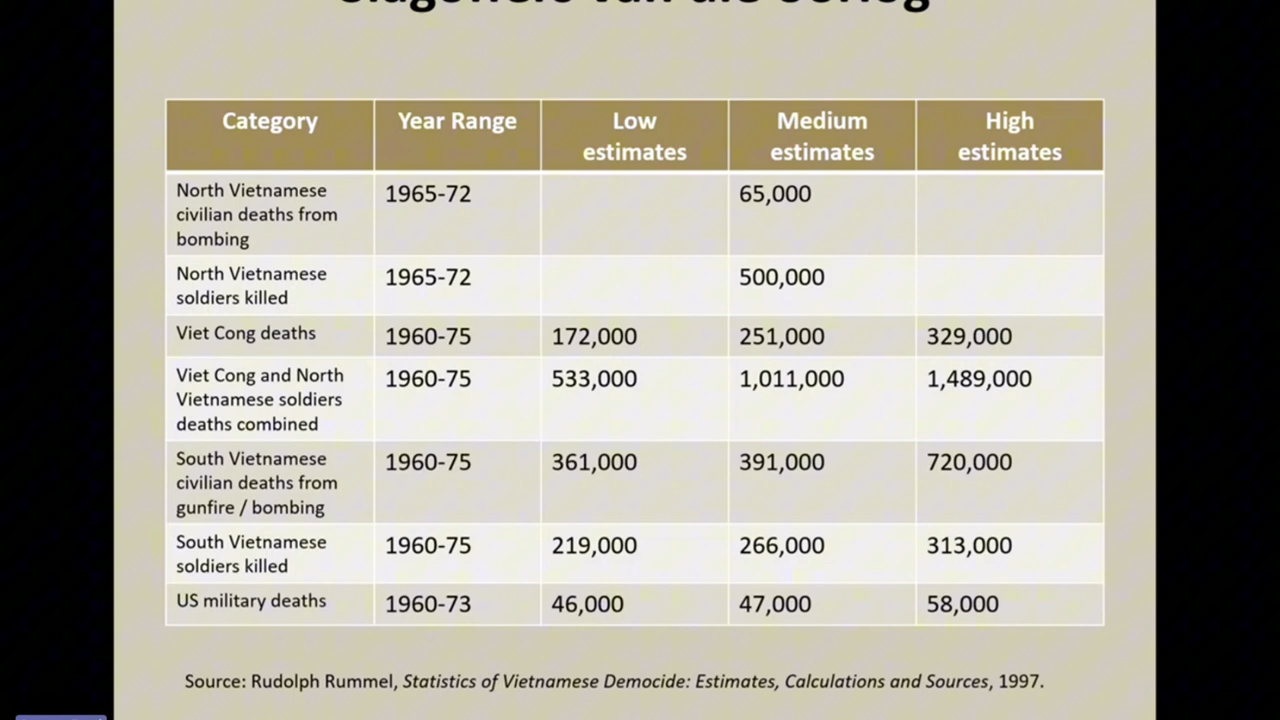 Slagoffers van die oorlog
Category Year Range Low estimates Medium estimates High estimates
North Vietnamese civilian deaths from bombing 1965-72 65,000
North Vietnamese soldiers killed 1965-72 500,000
Viet Cong deaths 1960-75 172,000 251,000 329,000
Viet Cong and North Vietnamese soldiers deaths combined 1960-75 533,000 1,011,000 1,489,000
South Vietnamese civilian deaths from gunfire / bombing 1960-75 361,000 391,000 720,000
South Vietnamese soldiers killed 1960-75 219,000 266,000 313,000
US military deaths 1960-73 46,000 47,000 58,000
Source: Rudolph Rummel, Statistics of Vietnamese Democide: Estimates, Calculations and Sources, 1997.